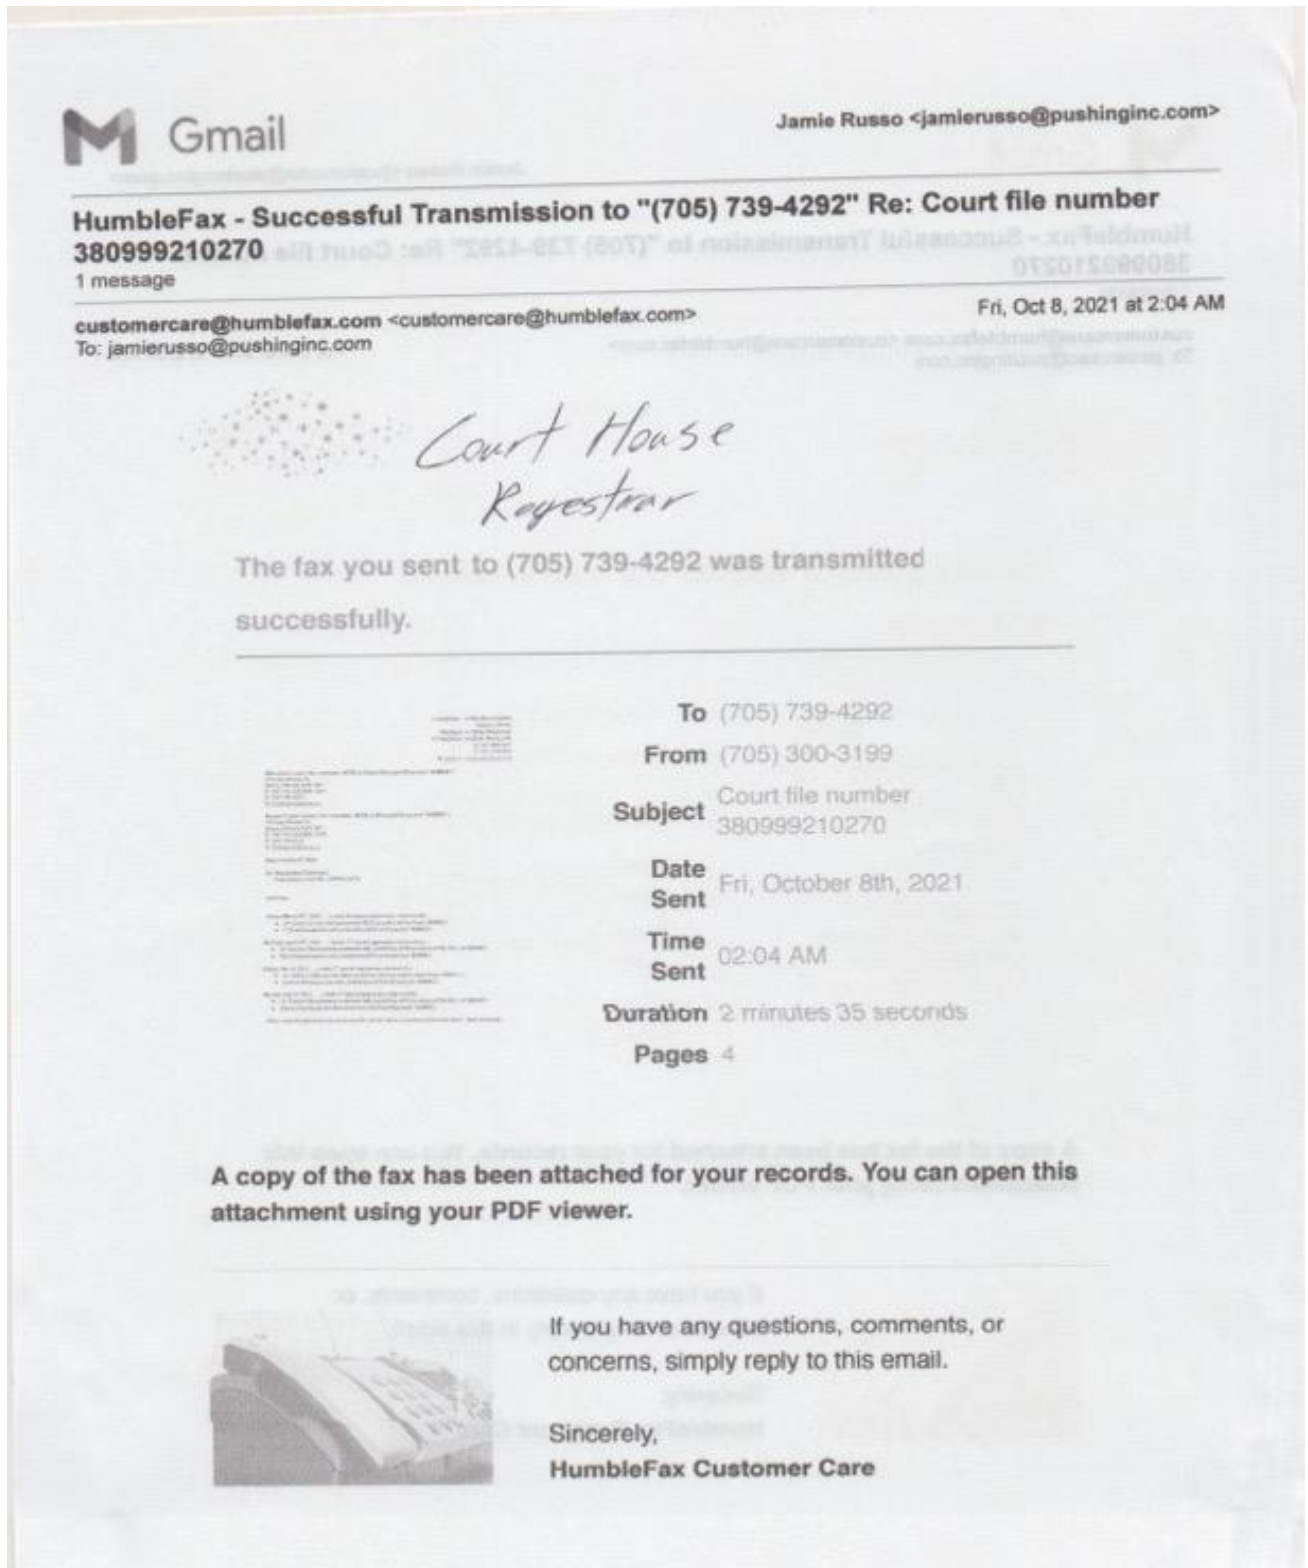 Gmail
Jamie Russo <jamierusso@pushinginc.com>
HumbleFax - Successful Transmission to "(705) 739-4292" Re: Court file number
380999210270
1 message
customercare@humblefax.com <customercare@humblefax.com>
Fri, Oct 8, 2021 at 2:04 AM
To: jamierusso@pushinginc.com
Court House
Regestrar
The fax you sent to (705) 739-4292 was transmitted
successfully.
To (705) 739-4292
From (705) 300-3199
Subject Court file number
380999210270
Date
Sent Fri, October 8th, 2021
Time
Sent 02:04 AM
Duration 2 minutes 35 seconds
Pages 4
A copy of the fax has been attached for your records. You can open this
attachment using your PDF viewer.
If you have any questions, comments, or
concerns, simply reply to this email.
Sincerely,
HumbleFax Customer Care